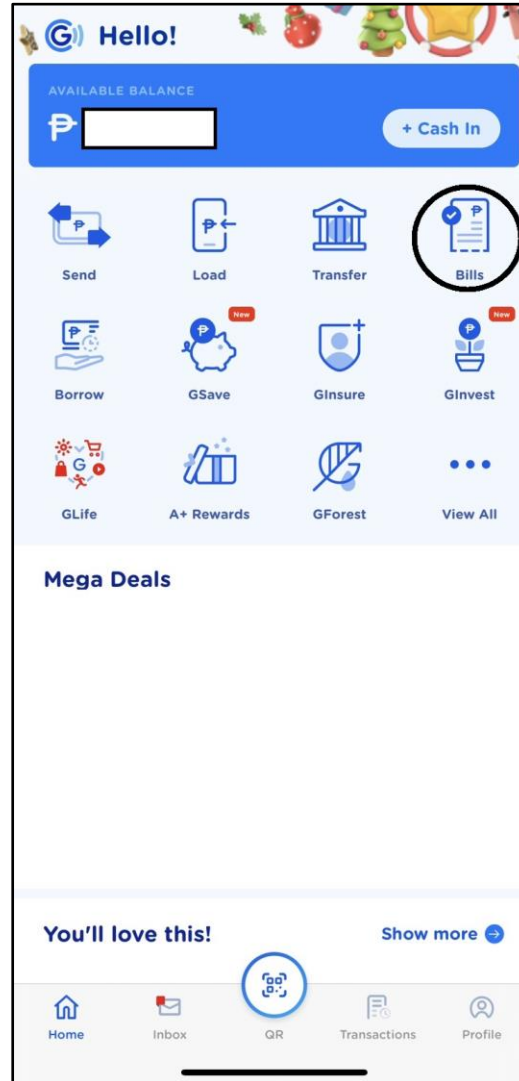 G Hello!
AVAILABLE BALANCE
₱
+ Cash In
Send Load Transfer Bills
New New
Borrow GSave GInsure GInvest
GLife A+ Rewards GForest View All
Mega Deals
You'll love this! Show more
Home Inbox QR Transactions Profile